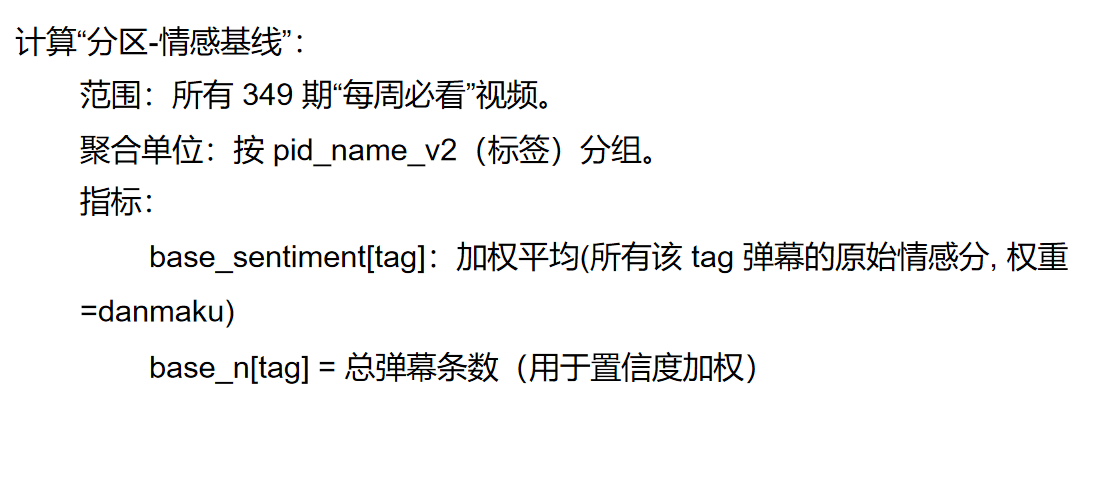 计算“分区-情感基线”：
范围：所有 349 期“每周必看”视频。
聚合单位：按 pid_name_v2（标签）分组。
指标：
base_sentiment[tag]：加权平均(所有该 tag 弹幕的原始情感分, 权重
=danmaku)
base_n[tag] = 总弹幕条数（用于置信度加权）